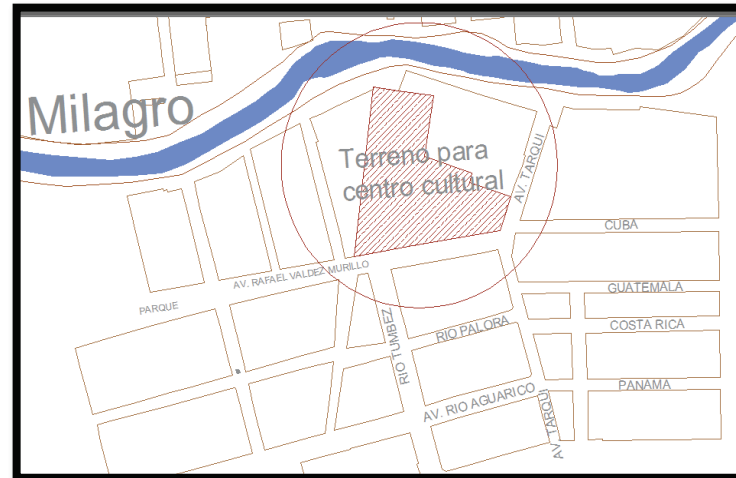 Milagro
Terreno para
centro cultural
AV. TARQUI
CUBA
AV. RAFAEL VALDEZ MURILLO
GUATEMALA
PARQUE
COSTA RICA
RIO PALORA
RIO TUMBEZ
PANAMA
AV. RIO AGUARICO
AV. TARQUI